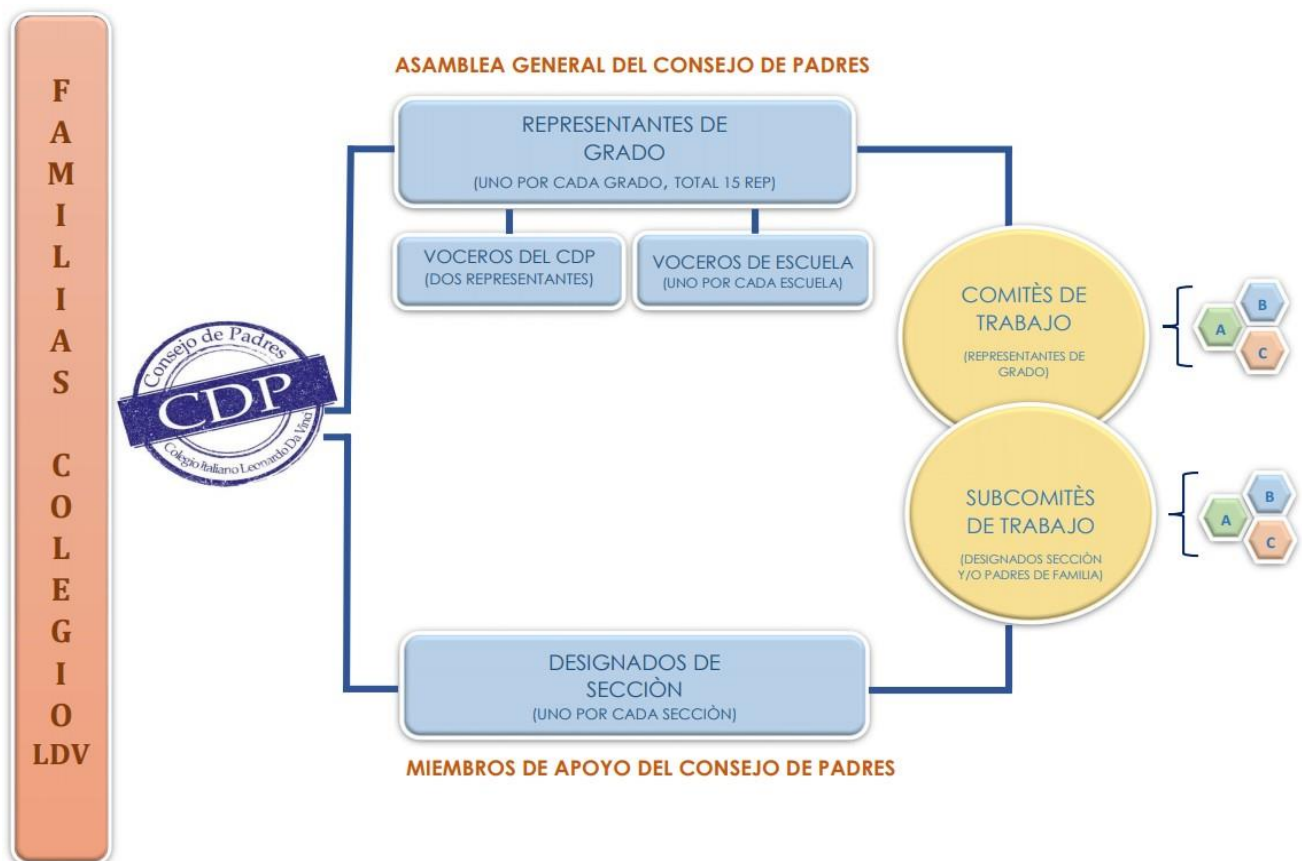 FAMILIAS
COLEGIO
LDV
ASAMBLEA GENERAL DEL CONSEJO DE PADRES
REPRESENTANTES DE
GRADO
(UNO POR CADA GRADO, TOTAL 15 REP)
VOCEROS DEL CDP
(DOS REPRESENTANTES)
VOCEROS DE ESCUELA
(UNO POR CADA ESCUELA)
Consejo de Padres
CDP
Colegio Italiano Leonardo Da Vinci
COMITÈS DE
TRABAJO
(REPRESENTANTES DE
GRADO)
A
B
C
SUBCOMITÈS
DE TRABAJO
(DESIGNADOS SECCIÒN
Y/O PADRES DE FAMILIA)
A
B
C
DESIGNADOS DE
SECCIÒN
(UNO POR CADA SECCIÒN)
MIEMBROS DE APOYO DEL CONSEJO DE PADRES